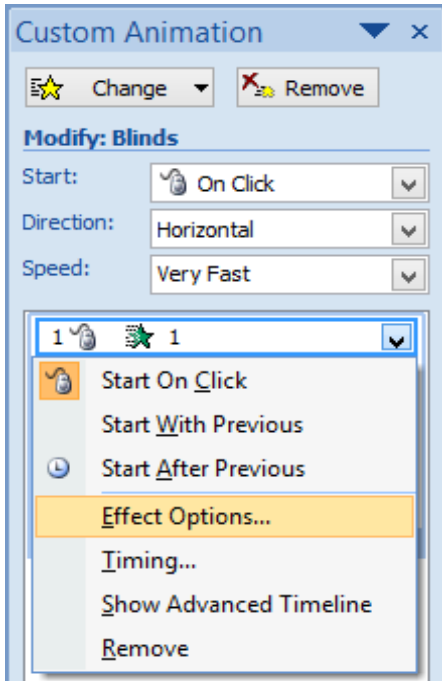 Custom Animation
Change Remove
Modify: Blinds
Start: On Click
Direction: Horizontal
Speed: Very Fast
1 1
Start On Click
Start With Previous
Start After Previous
Effect Options...
Timing...
Show Advanced Timeline
Remove